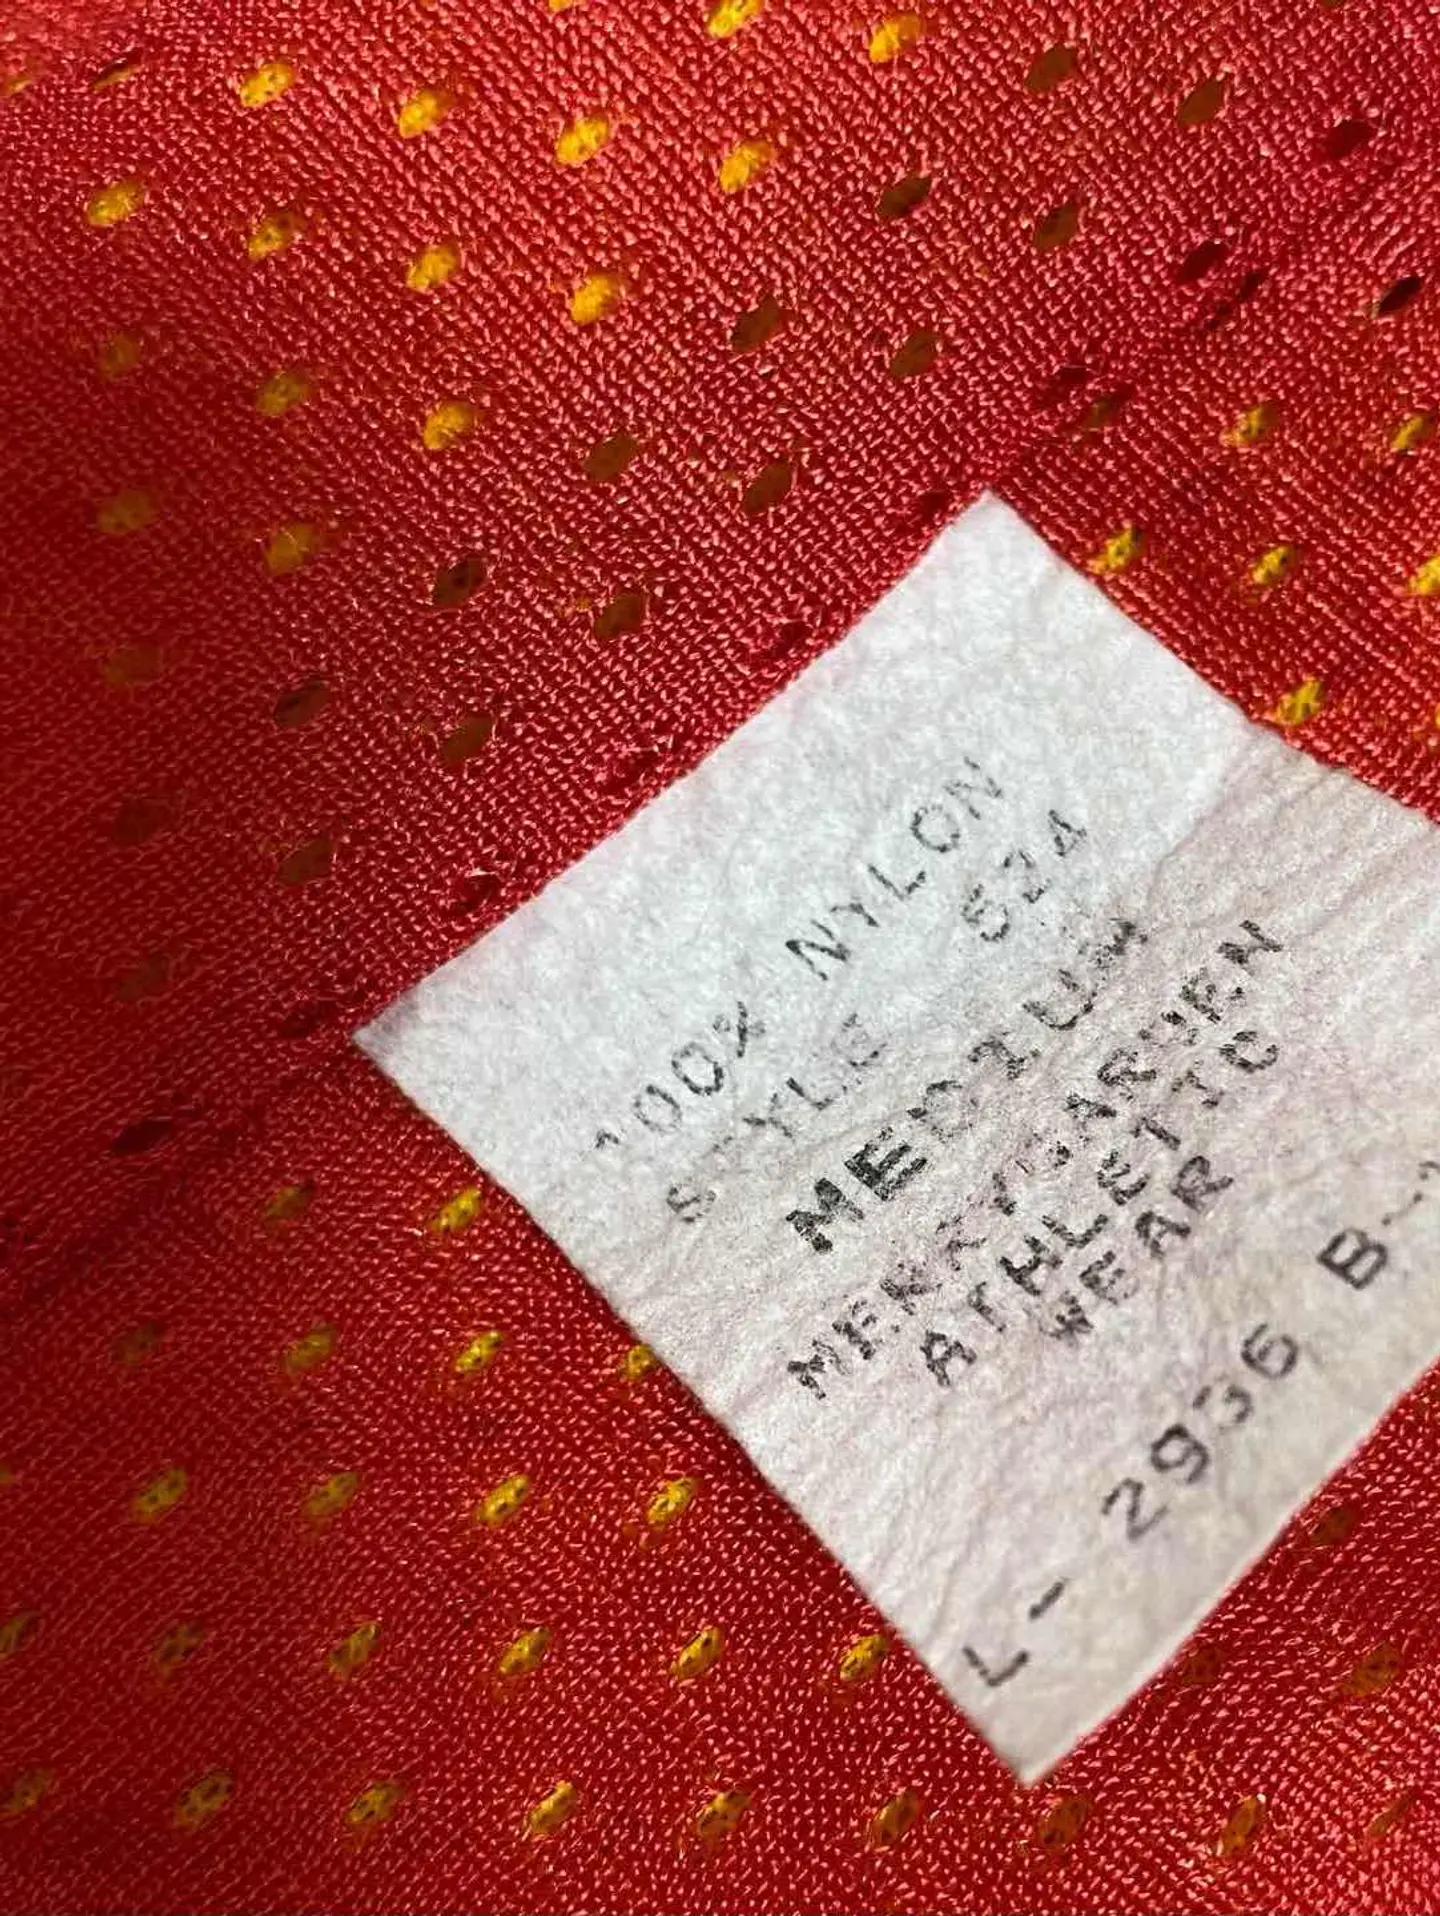 100% NYLON
STYLE 524
MEDIUM
MERRYGARDEN
ATHLETIC
WEAR
L- 2936 B-